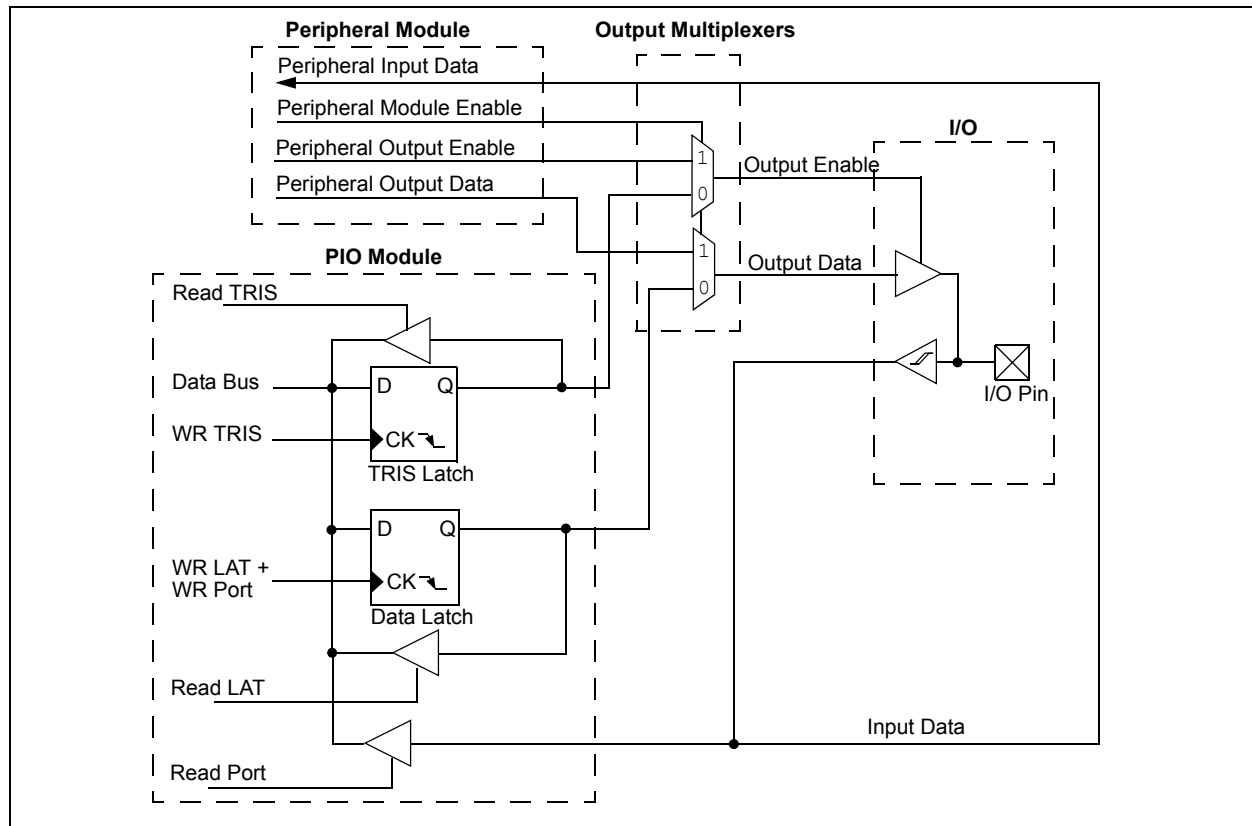 Peripheral Module
Output Multiplexers
Peripheral Input Data
Peripheral Module Enable
I/O
Peripheral Output Enable
1
Output Enable
Peripheral Output Data
0
PIO Module
1
Output Data
0
Read TRIS
Data Bus
D
Q
I/O Pin
WR TRIS
CK
TRIS Latch
D
Q
WR LAT +
WR Port
CK
Data Latch
Read LAT
Input Data
Read Port